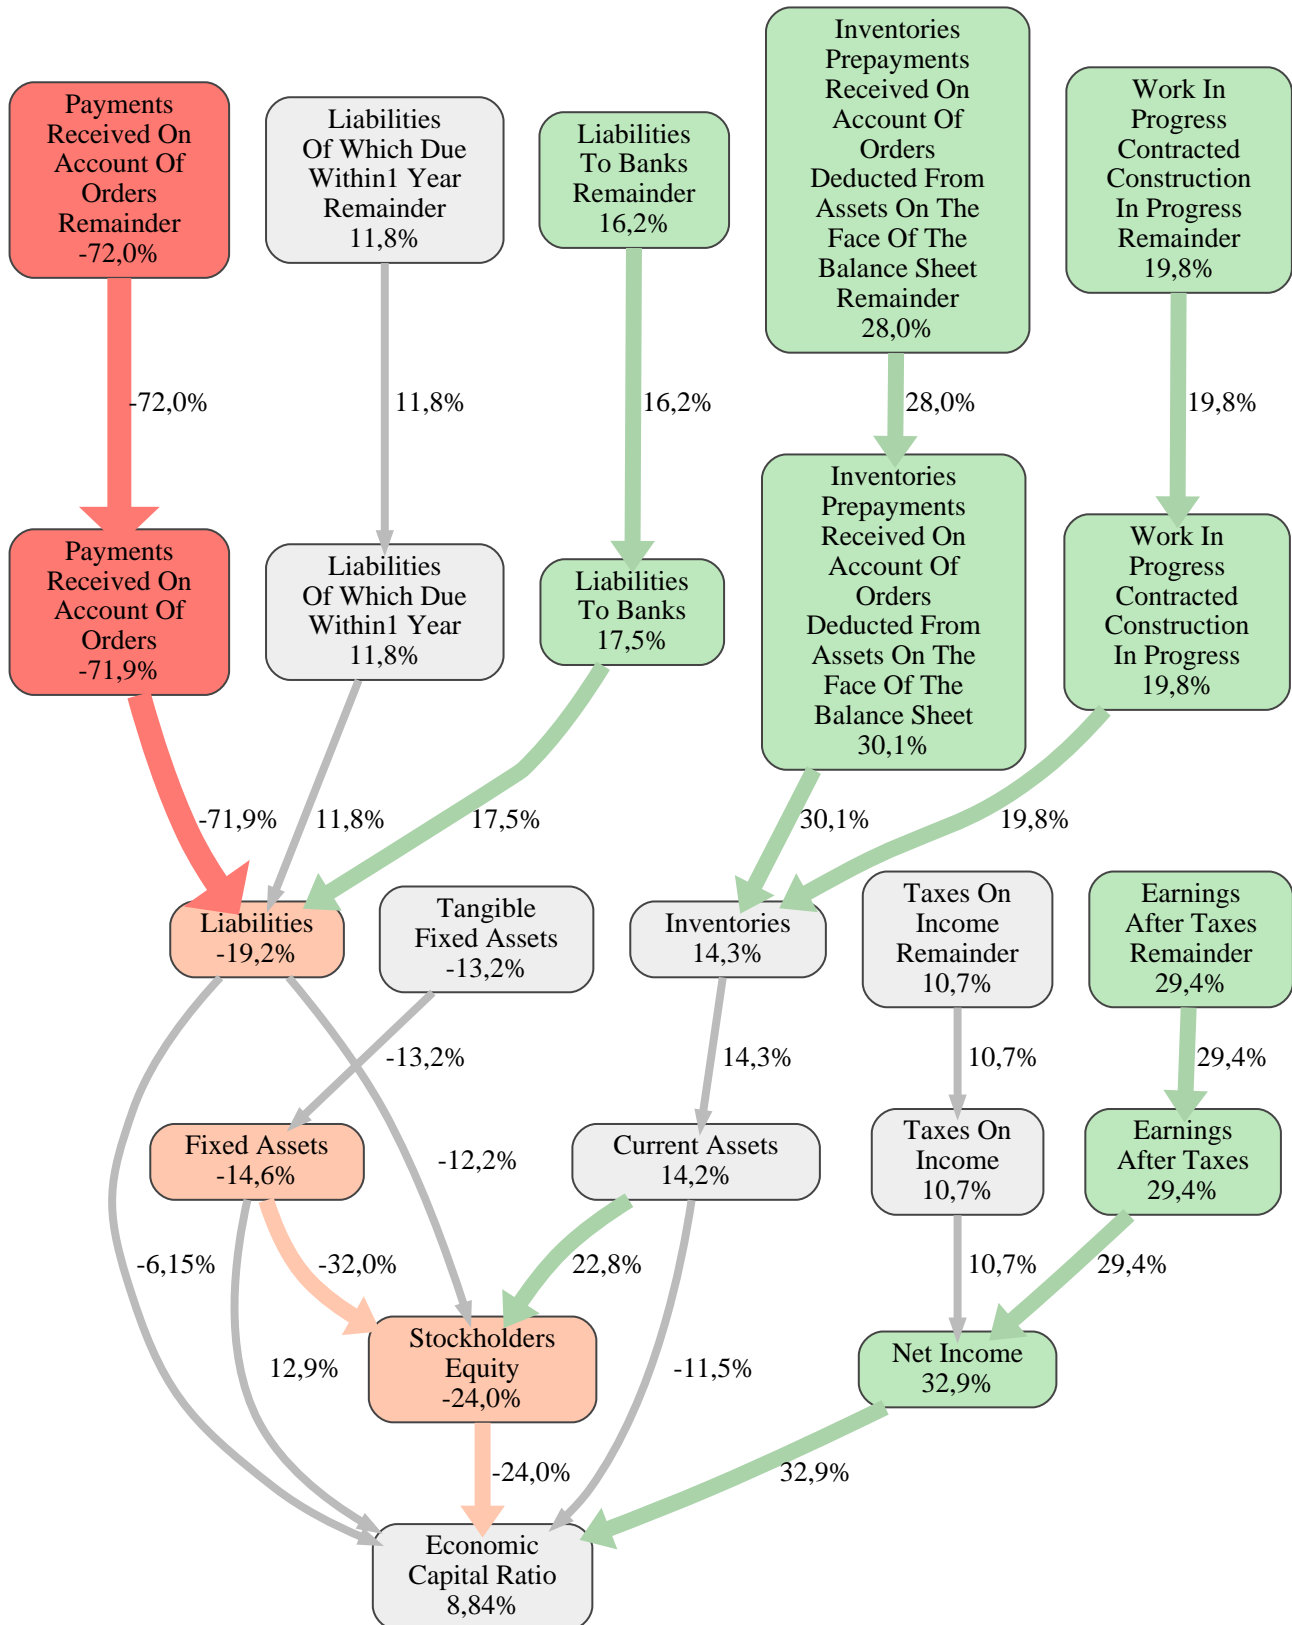 Payments
Received On
Account Of
Orders
Remainder
-72,0%
Liabilities
Of Which Due
Within1 Year
Remainder
11,8%
Liabilities
To Banks
Remainder
16,2%
Inventories
Prepayments
Received On
Account Of
Orders
Deducted From
Assets On The
Face Of The
Balance Sheet
Remainder
28,0%
Work In
Progress
Contracted
Construction
In Progress
Remainder
19,8%
-72,0%
11,8%
16,2%
28,0%
19,8%
Payments
Received On
Account Of
Orders
-71,9%
Liabilities
Of Which Due
Within1 Year
11,8%
Liabilities
To Banks
17,5%
Inventories
Prepayments
Received On
Account Of
Orders
Deducted From
Assets On The
Face Of The
Balance Sheet
30,1%
Work In
Progress
Contracted
Construction
In Progress
19,8%
-71,9%
11,8%
17,5%
30,1%
19,8%
Liabilities
-19,2%
Tangible
Fixed Assets
-13,2%
Inventories
14,3%
Taxes On
Income
Remainder
10,7%
Earnings
After Taxes
Remainder
29,4%
-13,2%
14,3%
10,7%
29,4%
Fixed Assets
-14,6%
-12,2%
Current Assets
14,2%
Taxes On
Income
10,7%
Earnings
After Taxes
29,4%
-6,15%
-32,0%
22,8%
10,7%
29,4%
12,9%
Stockholders
Equity
-24,0%
-11,5%
Net Income
32,9%
-24,0%
32,9%
Economic
Capital Ratio
8,84%